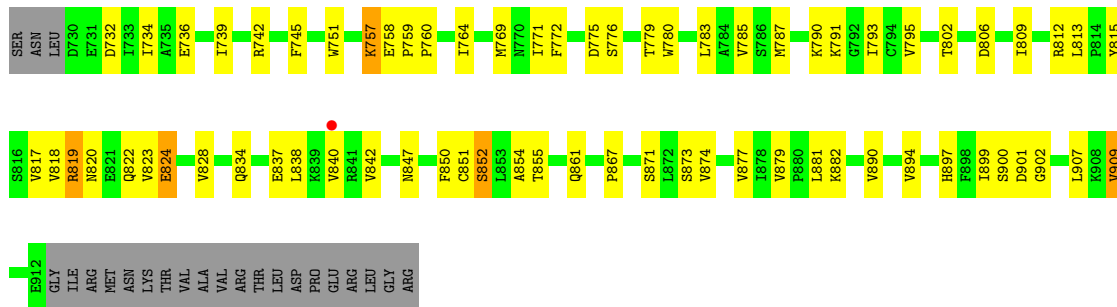 SER ASN LEU D730 E731 D732 I733 I734 A735 E736 I739 R742 F745 W751 K757 E758 P759 P760 I764 M769 N770 I771 F772 D775 S776 T779 W780 L783 A784 V785 S786 M787 K790 K791 G792 I793 C794 V795 T802 D806 I809 R812 L813 P814 Y815
S816 V817 V818 R819 N820 E821 Q822 V823 E824 V828 Q834 E837 L838 K839 V840 R841 V842 N847 F850 C851 S852 L853 A854 T855 Q861 P867 S871 L872 S873 V874 V877 I878 V879 P880 L881 K882 V890 V894 H897 F898 I899 S900 D901 G902 L907 K908 V909
E912 GLY ILE ARG MET ASN LYS THR VAL ALA VAL ARG THR LEU ASP PRO GLU ARG LEU GLY ARG